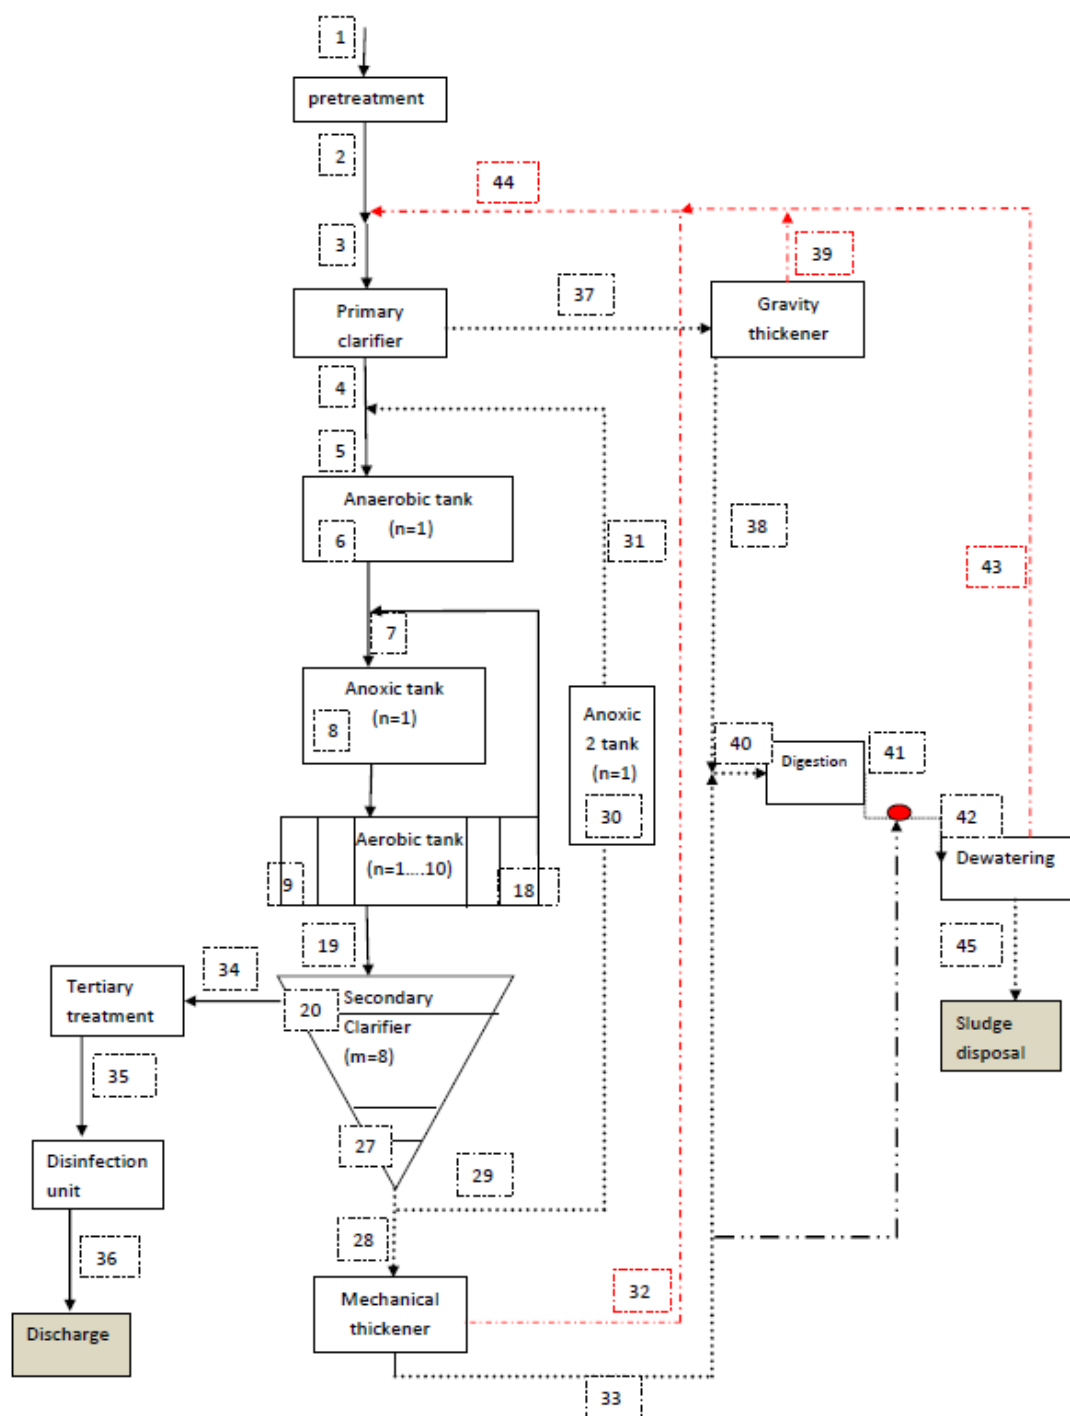 1
pretreatment
2
44
3
39
37
Primary
clarifier
Gravity
thickener
4
5
Anaerobic tank
(n=1)
6
31
38
43
7
Anoxic tank
(n=1)
8
Anoxic
2 tank
(n=1)
30
40
Digestion
41
42
Dewatering
Aerobic tank
(n=1....10)
9
18
19
34
45
Tertiary
treatment
20
Secondary
Clarifier
(m=8)
Sludge
disposal
35
27
29
Disinfection
unit
28
36
32
Mechanical
thickener
Discharge
33